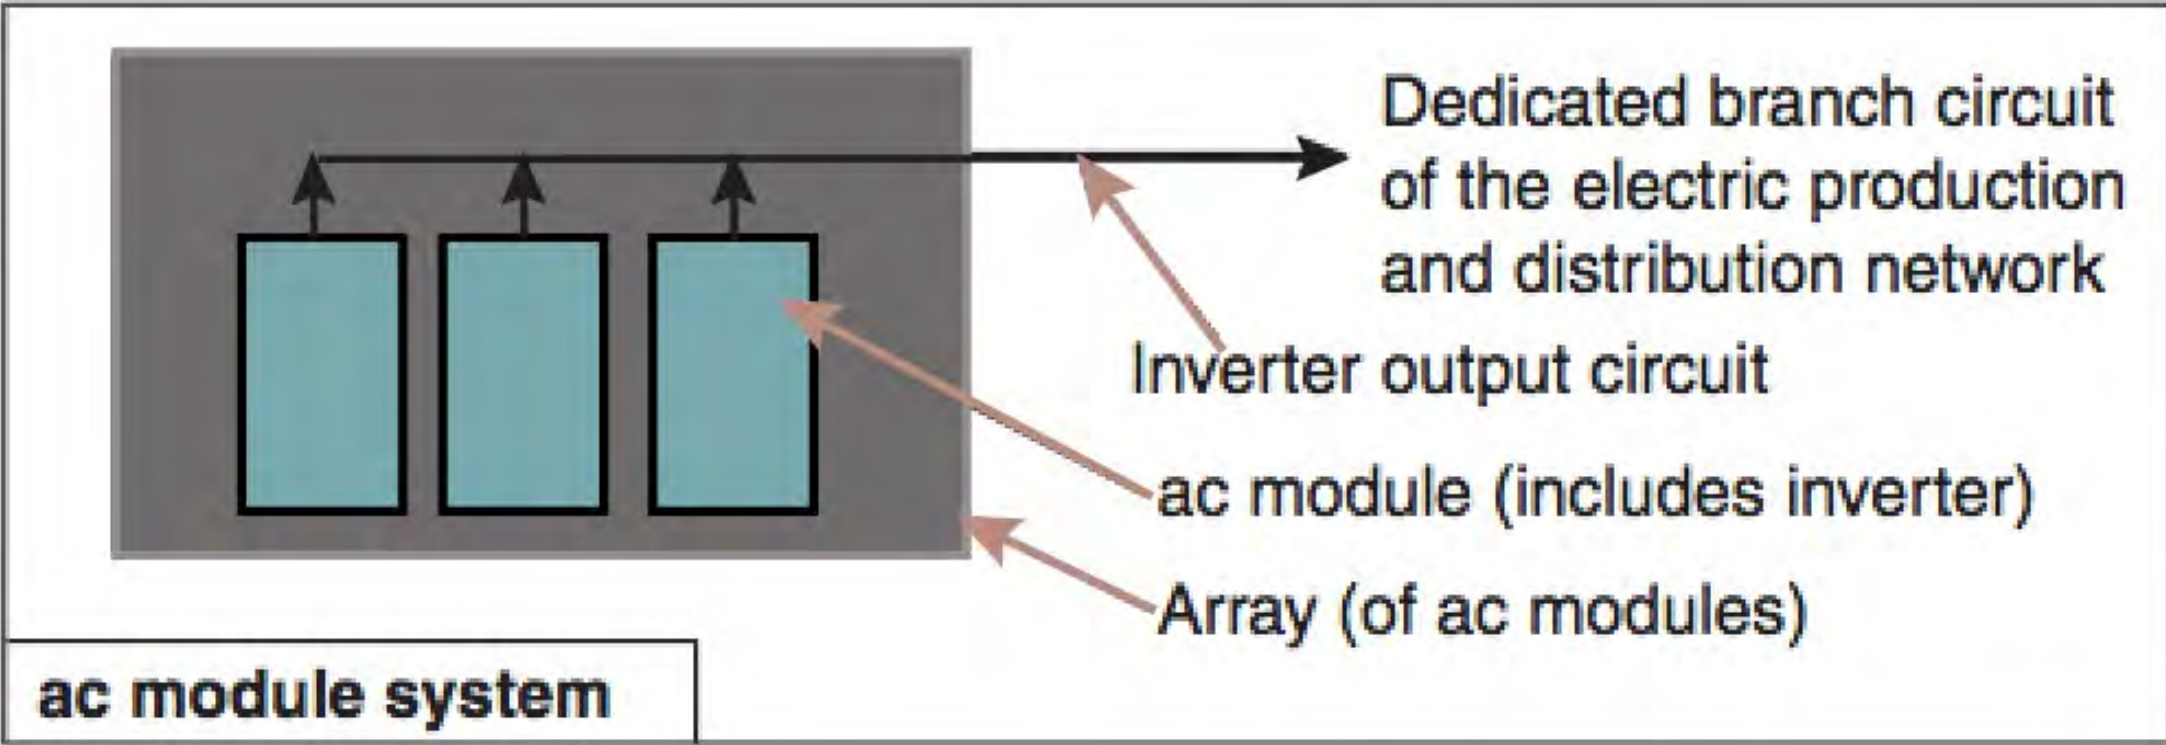 Dedicated branch circuit
of the electric production
and distribution network
Inverter output circuit
ac module (includes inverter)
Array (of ac modules)
ac module system